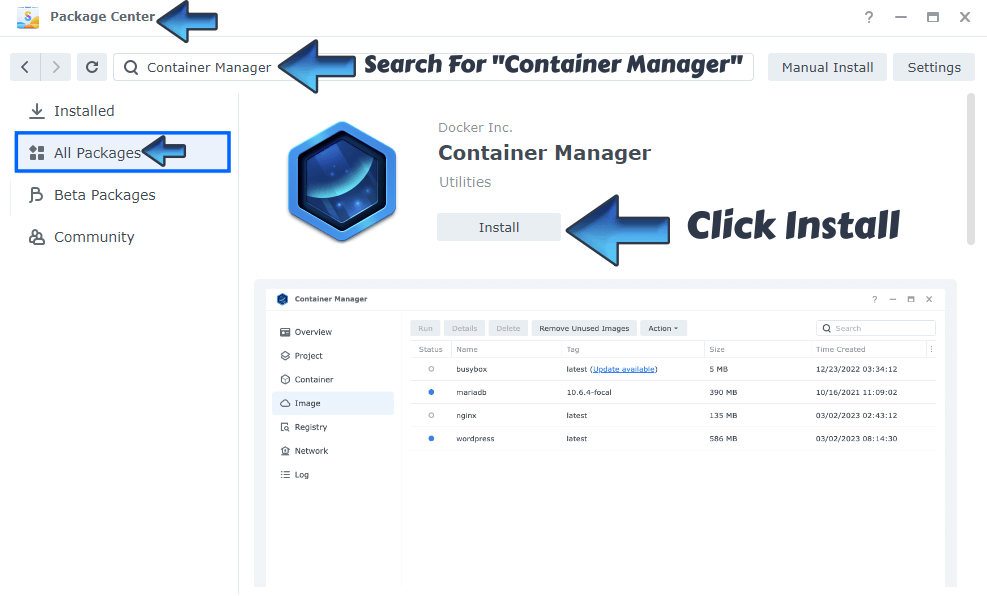 Package Center
Container Manager
Search For "Container Manager"
Manual Install
Settings
Installed
All Packages
Beta Packages
Community
Docker Inc.
Container Manager
Utilities
Install
Click Install
Container Manager
Overview
Project
Container
Image
Registry
Network
Log
Run Details Delete Remove Unused Images Action Search
Status Name Tag Size Time Created
busybox latest (Update available) 5 MB 12/23/2022 03:34:12
mariadb 10.6.4-focal 390 MB 10/16/2021 11:09:02
nginx latest 135 MB 03/02/2023 02:43:12
wordpress latest 586 MB 03/02/2023 08:14:30